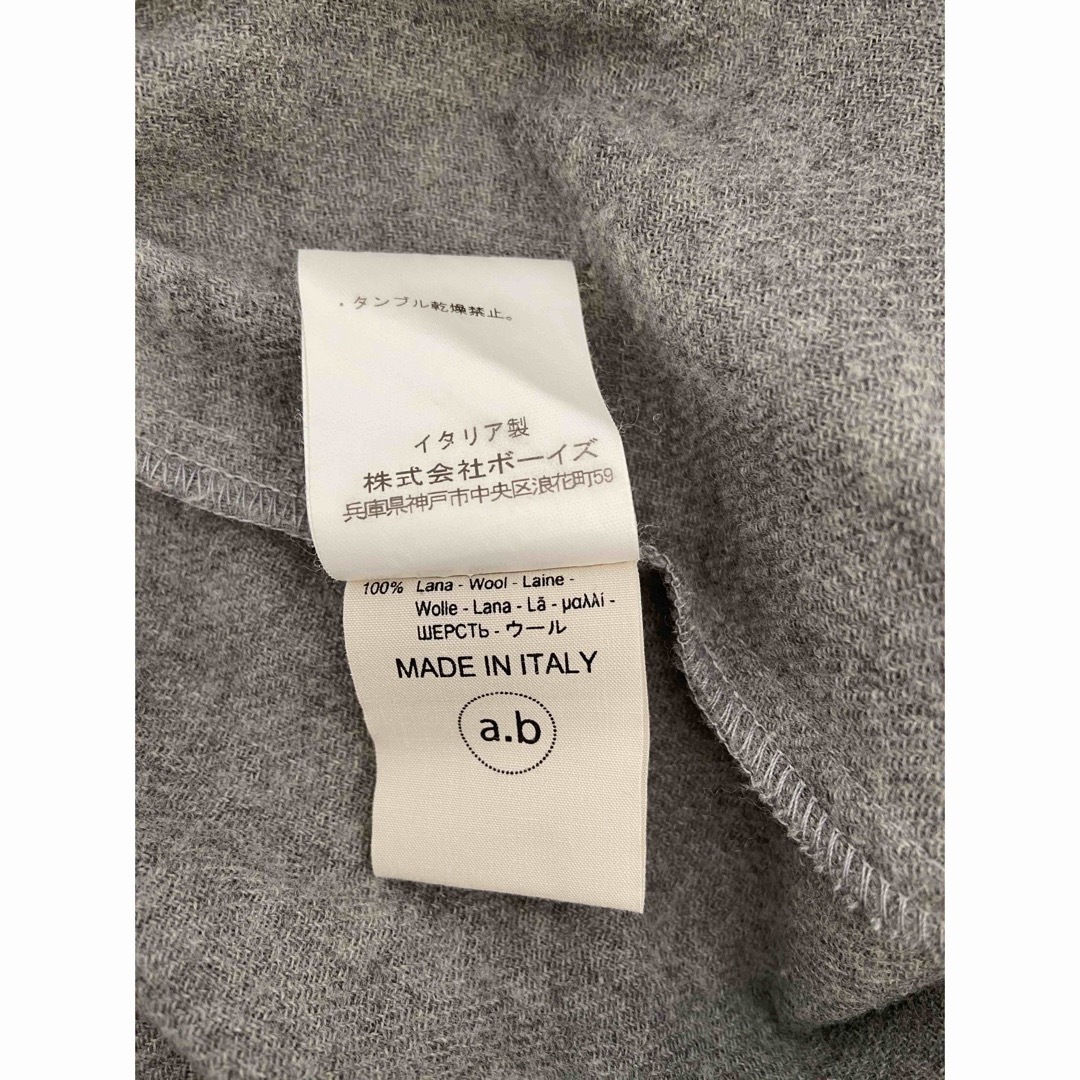 ・タンブル乾燥禁止。
イタリア製
株式会社ボーイズ
兵庫県神戸市中央区浪花町59
100% Lana - Wool - Laine -
Wolle - Lana - Lã - μαλλί -
ШЕРСТЬ - ウール
MADE IN ITALY
a.b